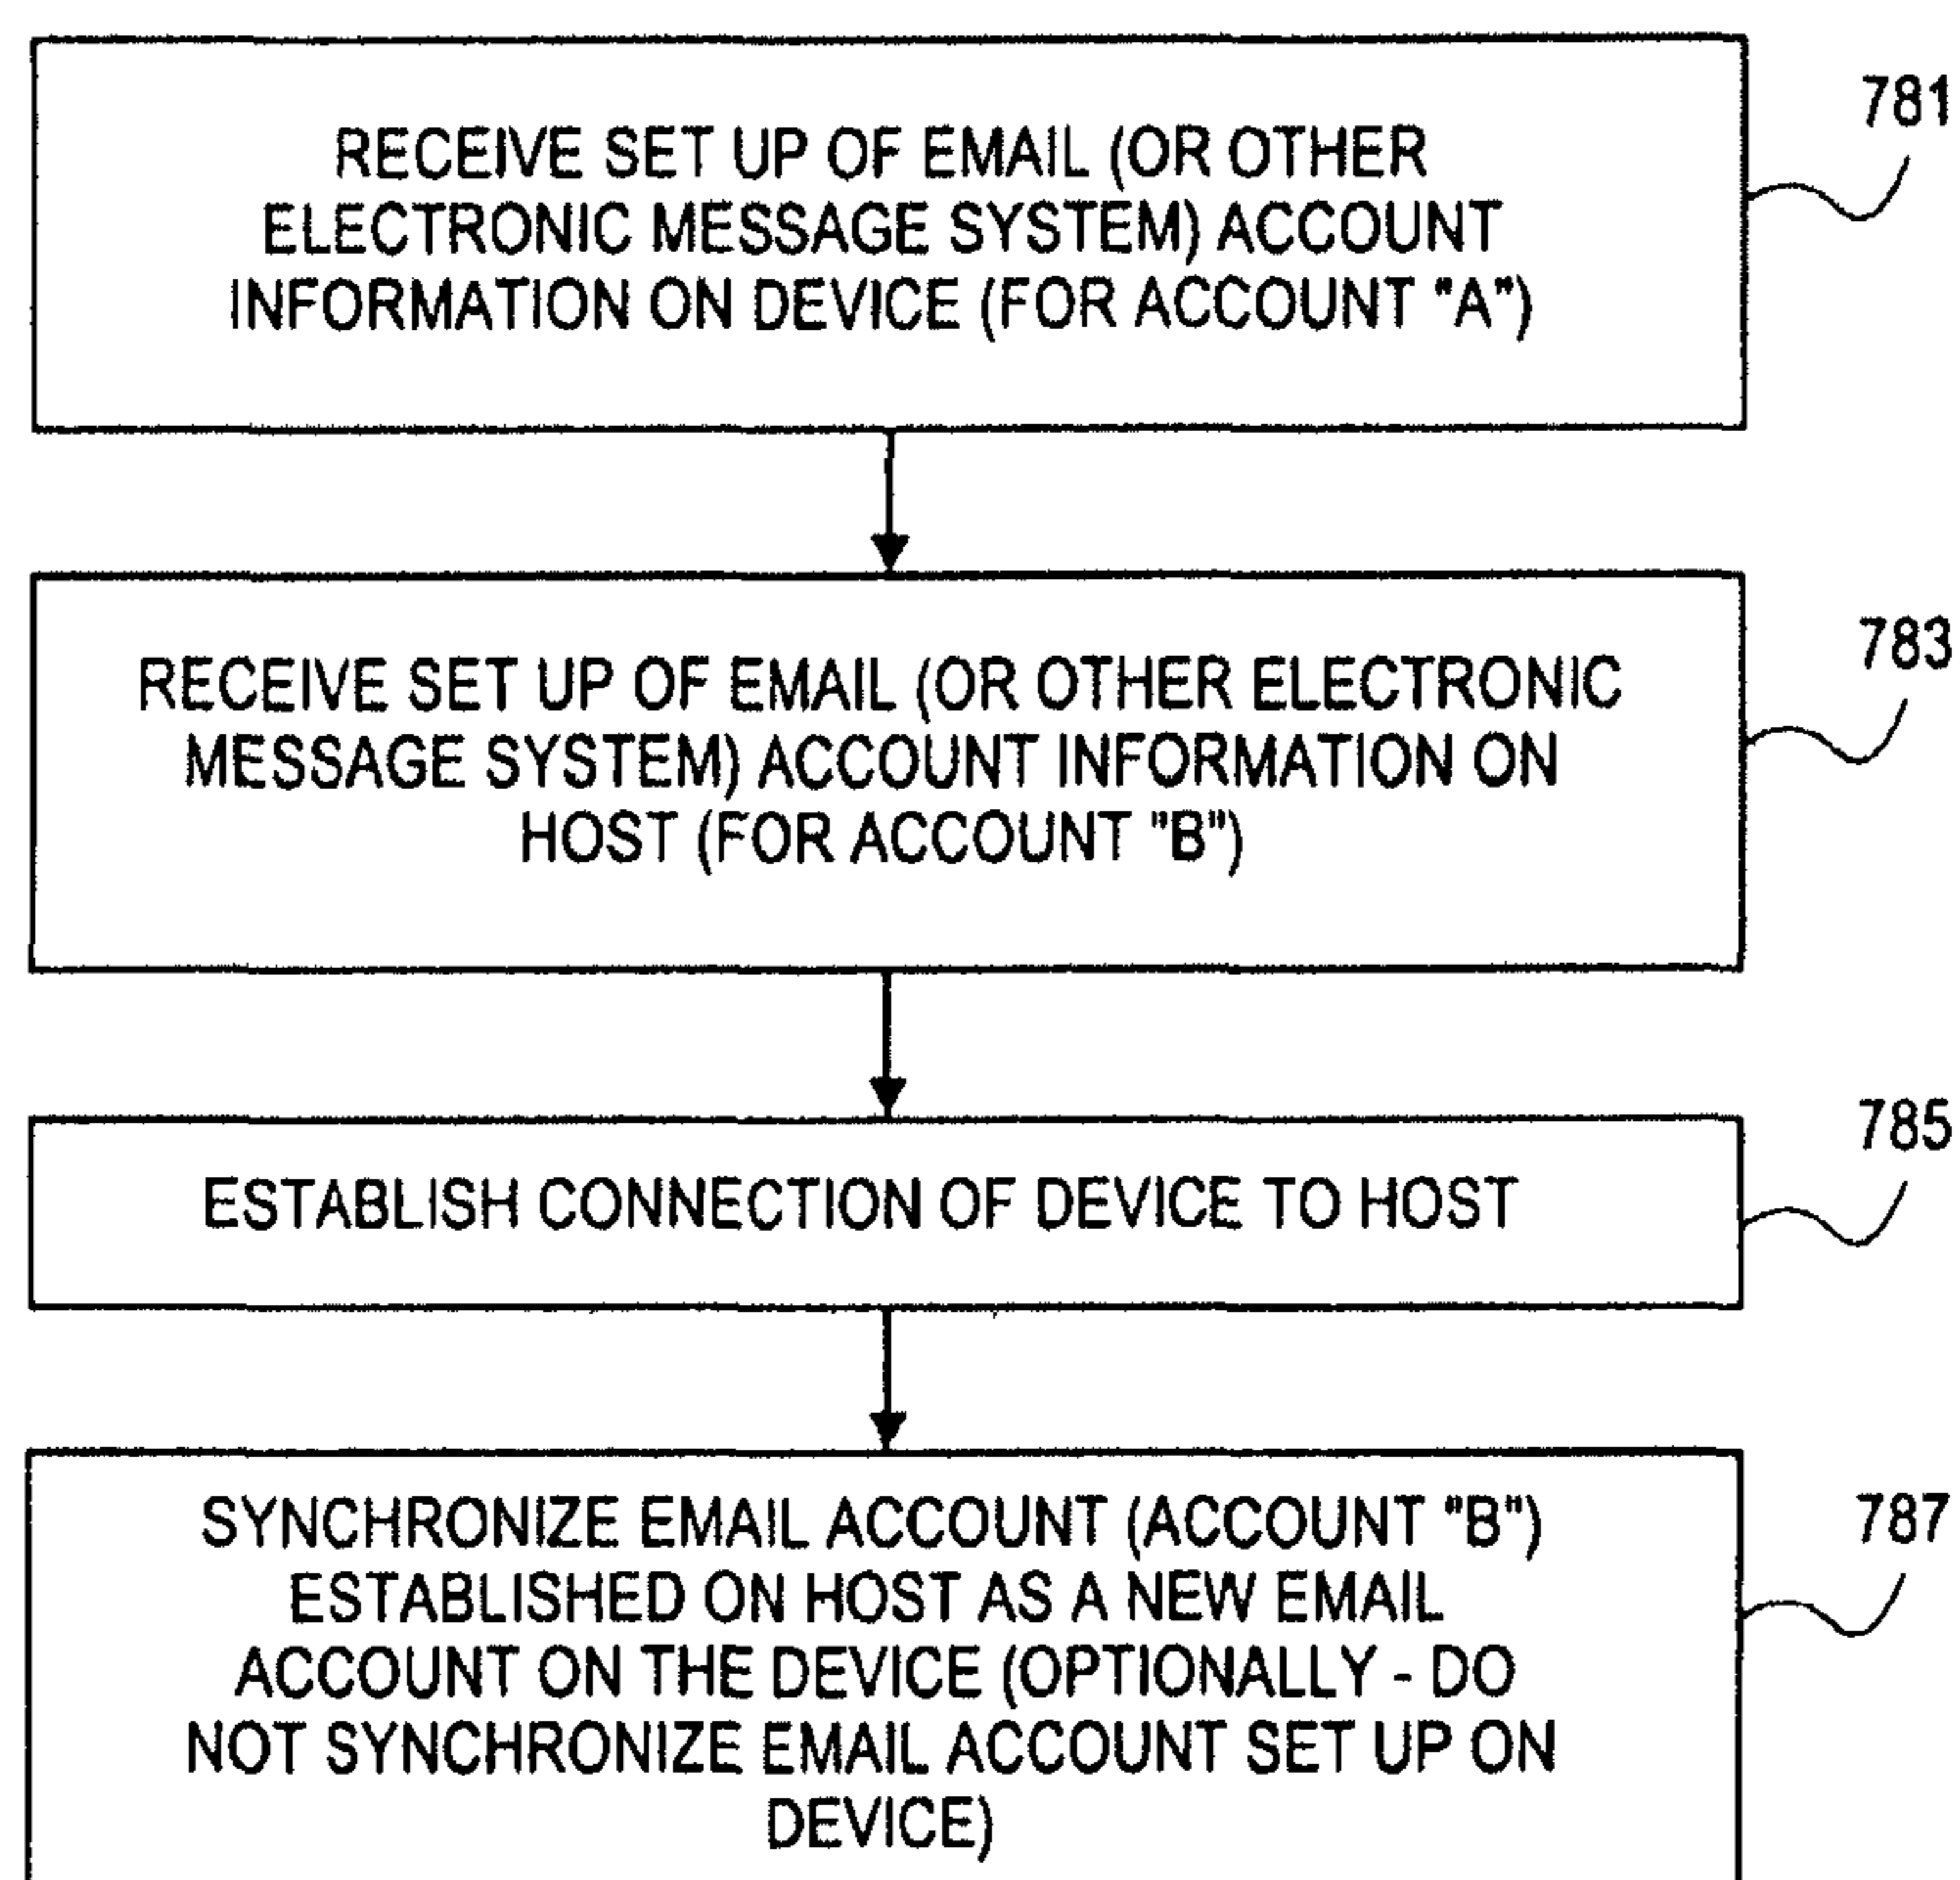 781
RECEIVE SET UP OF EMAIL (OR OTHER
ELECTRONIC MESSAGE SYSTEM) ACCOUNT
INFORMATION ON DEVICE (FOR ACCOUNT "A")
783
RECEIVE SET UP OF EMAIL (OR OTHER ELECTRONIC
MESSAGE SYSTEM) ACCOUNT INFORMATION ON
HOST (FOR ACCOUNT "B")
785
ESTABLISH CONNECTION OF DEVICE TO HOST
787
SYNCHRONIZE EMAIL ACCOUNT (ACCOUNT "B")
ESTABLISHED ON HOST AS A NEW EMAIL
ACCOUNT ON THE DEVICE (OPTIONALLY - DO
NOT SYNCHRONIZE EMAIL ACCOUNT SET UP ON
DEVICE)